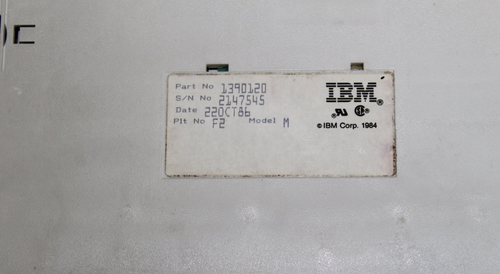 Part No 1390120
S/N No 2147545
Date 22OCT86
Plt No F2 Model M
IBM®
© IBM Corp. 1984